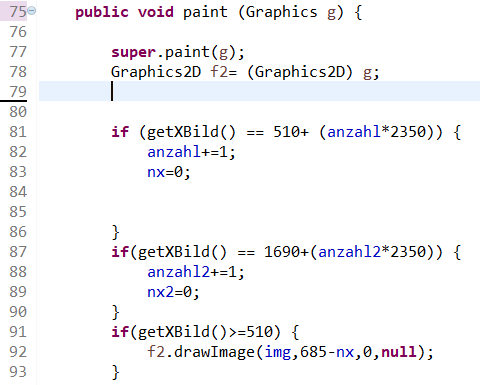 75 public void paint (Graphics g) {
76
77 super.paint(g);
78 Graphics2D f2= (Graphics2D) g;
79
80
81 if (getXBild() == 510+ (anzahl*2350)) {
82 anzahl+=1;
83 nx=0;
84
85
86 }
87 if(getXBild() == 1690+(anzahl2*2350)) {
88 anzahl2+=1;
89 nx2=0;
90 }
91 if(getXBild()>=510) {
92 f2.drawImage(img,685-nx,0,null);
93 }